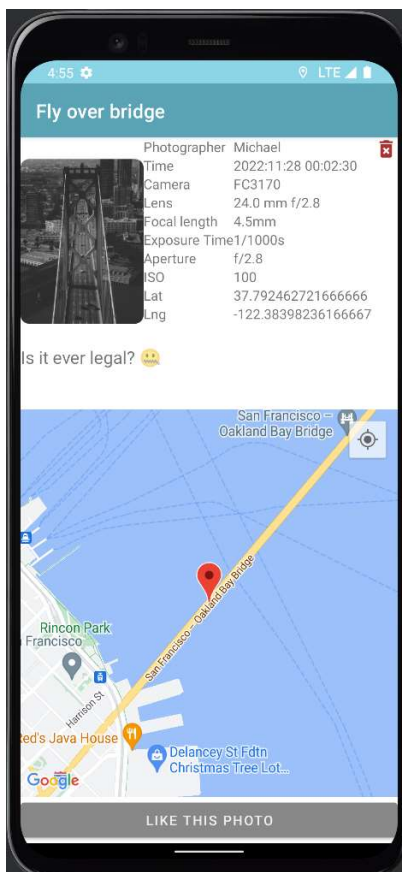 4:55 LTE
Fly over bridge
Photographer Michael
Time 2022:11:28 00:02:30
Camera FC3170
Lens 24.0 mm f/2.8
Focal length 4.5mm
Exposure Time 1/1000s
Aperture f/2.8
ISO 100
Lat 37.792462721666666
Lng -122.38398236166667
Is it ever legal? 🤐
San Francisco –
Oakland Bay Bridge
San Francisco – Oakland Bay Bridge
Rincon Park
Francisco
Harrison St
Red's Java House
Delancey St Fdtn
Christmas Tree Lot...
Google
LIKE THIS PHOTO